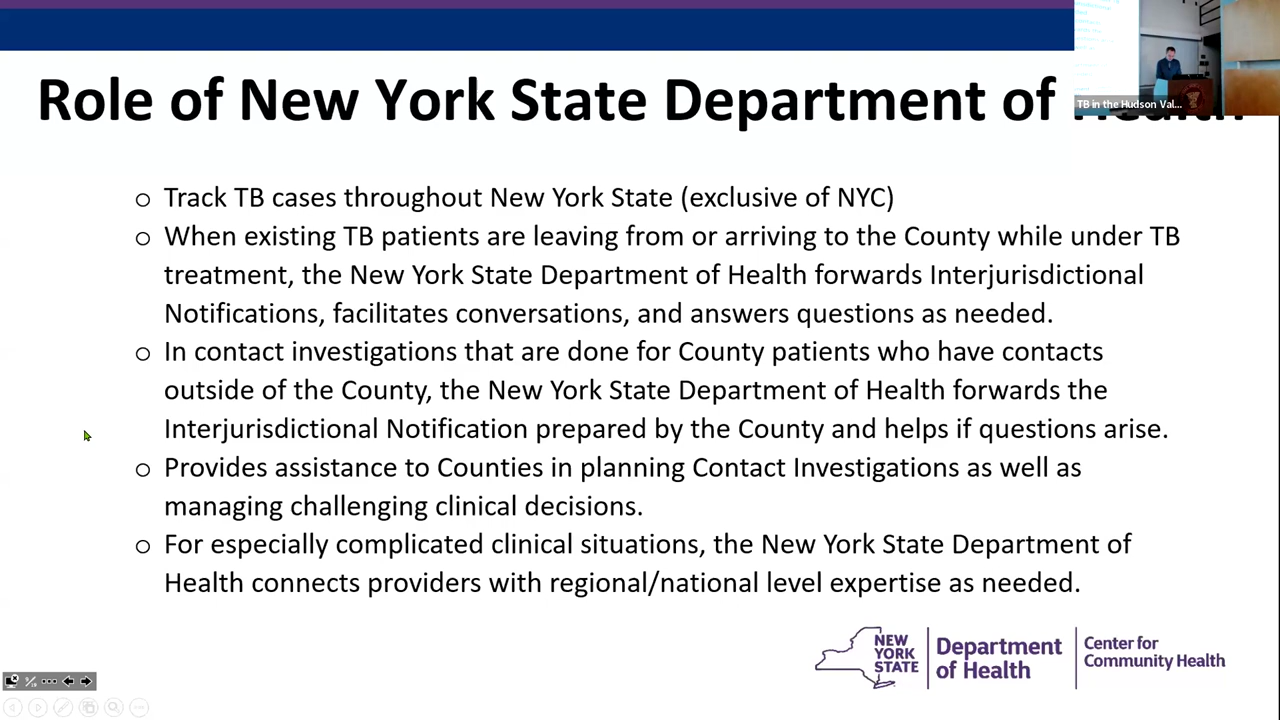 Role of New York State Department of Health
TB in the Hudson Val...
○ Track TB cases throughout New York State (exclusive of NYC)
○ When existing TB patients are leaving from or arriving to the County while under TB
treatment, the New York State Department of Health forwards Interjurisdictional
Notifications, facilitates conversations, and answers questions as needed.
○ In contact investigations that are done for County patients who have contacts
outside of the County, the New York State Department of Health forwards the
Interjurisdictional Notification prepared by the County and helps if questions arise.
○ Provides assistance to Counties in planning Contact Investigations as well as
managing challenging clinical decisions.
○ For especially complicated clinical situations, the New York State Department of
Health connects providers with regional/national level expertise as needed.
NEW
YORK
STATE
Department
of Health
Center for
Community Health